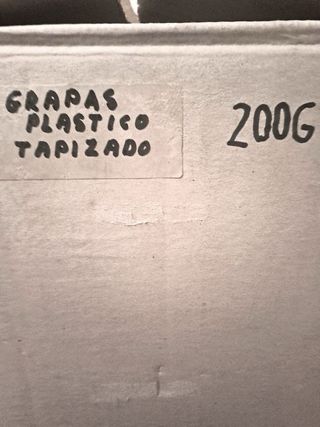 GRAPAS
PLASTICO
TAPIZADO
200G